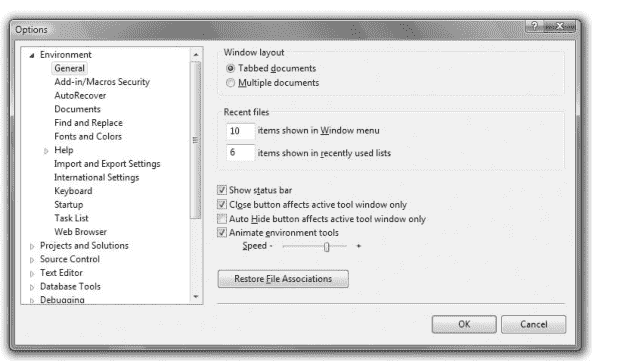 Options
Environment
General
Add-in/Macros Security
AutoRecover
Documents
Find and Replace
Fonts and Colors
Help
Import and Export Settings
International Settings
Keyboard
Startup
Task List
Web Browser
Projects and Solutions
Source Control
Text Editor
Database Tools
Debugging
Window layout
Tabbed documents
Multiple documents
Recent files
10 items shown in Window menu
6 items shown in recently used lists
Show status bar
Close button affects active tool window only
Auto Hide button affects active tool window only
Animate environment tools
Speed - +
Restore File Associations
OK Cancel